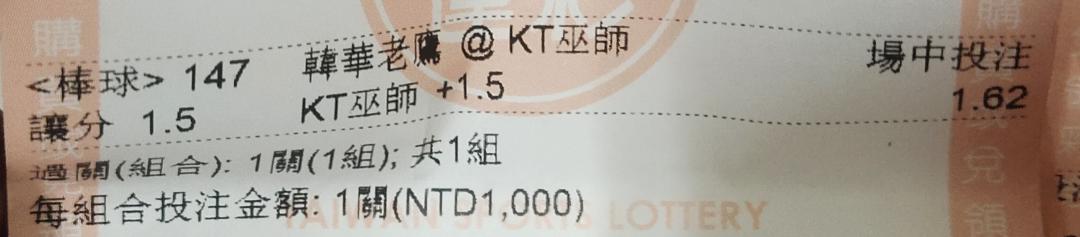 <棒球> 147 韓華老鷹 @ KT巫師 場中投注
讓分 1.5 KT巫師 +1.5 1.62
過關(組合): 1關(1組); 共1組
每組合投注金額: 1關(NTD1,000)
TAIWAN SPORTS LOTTERY